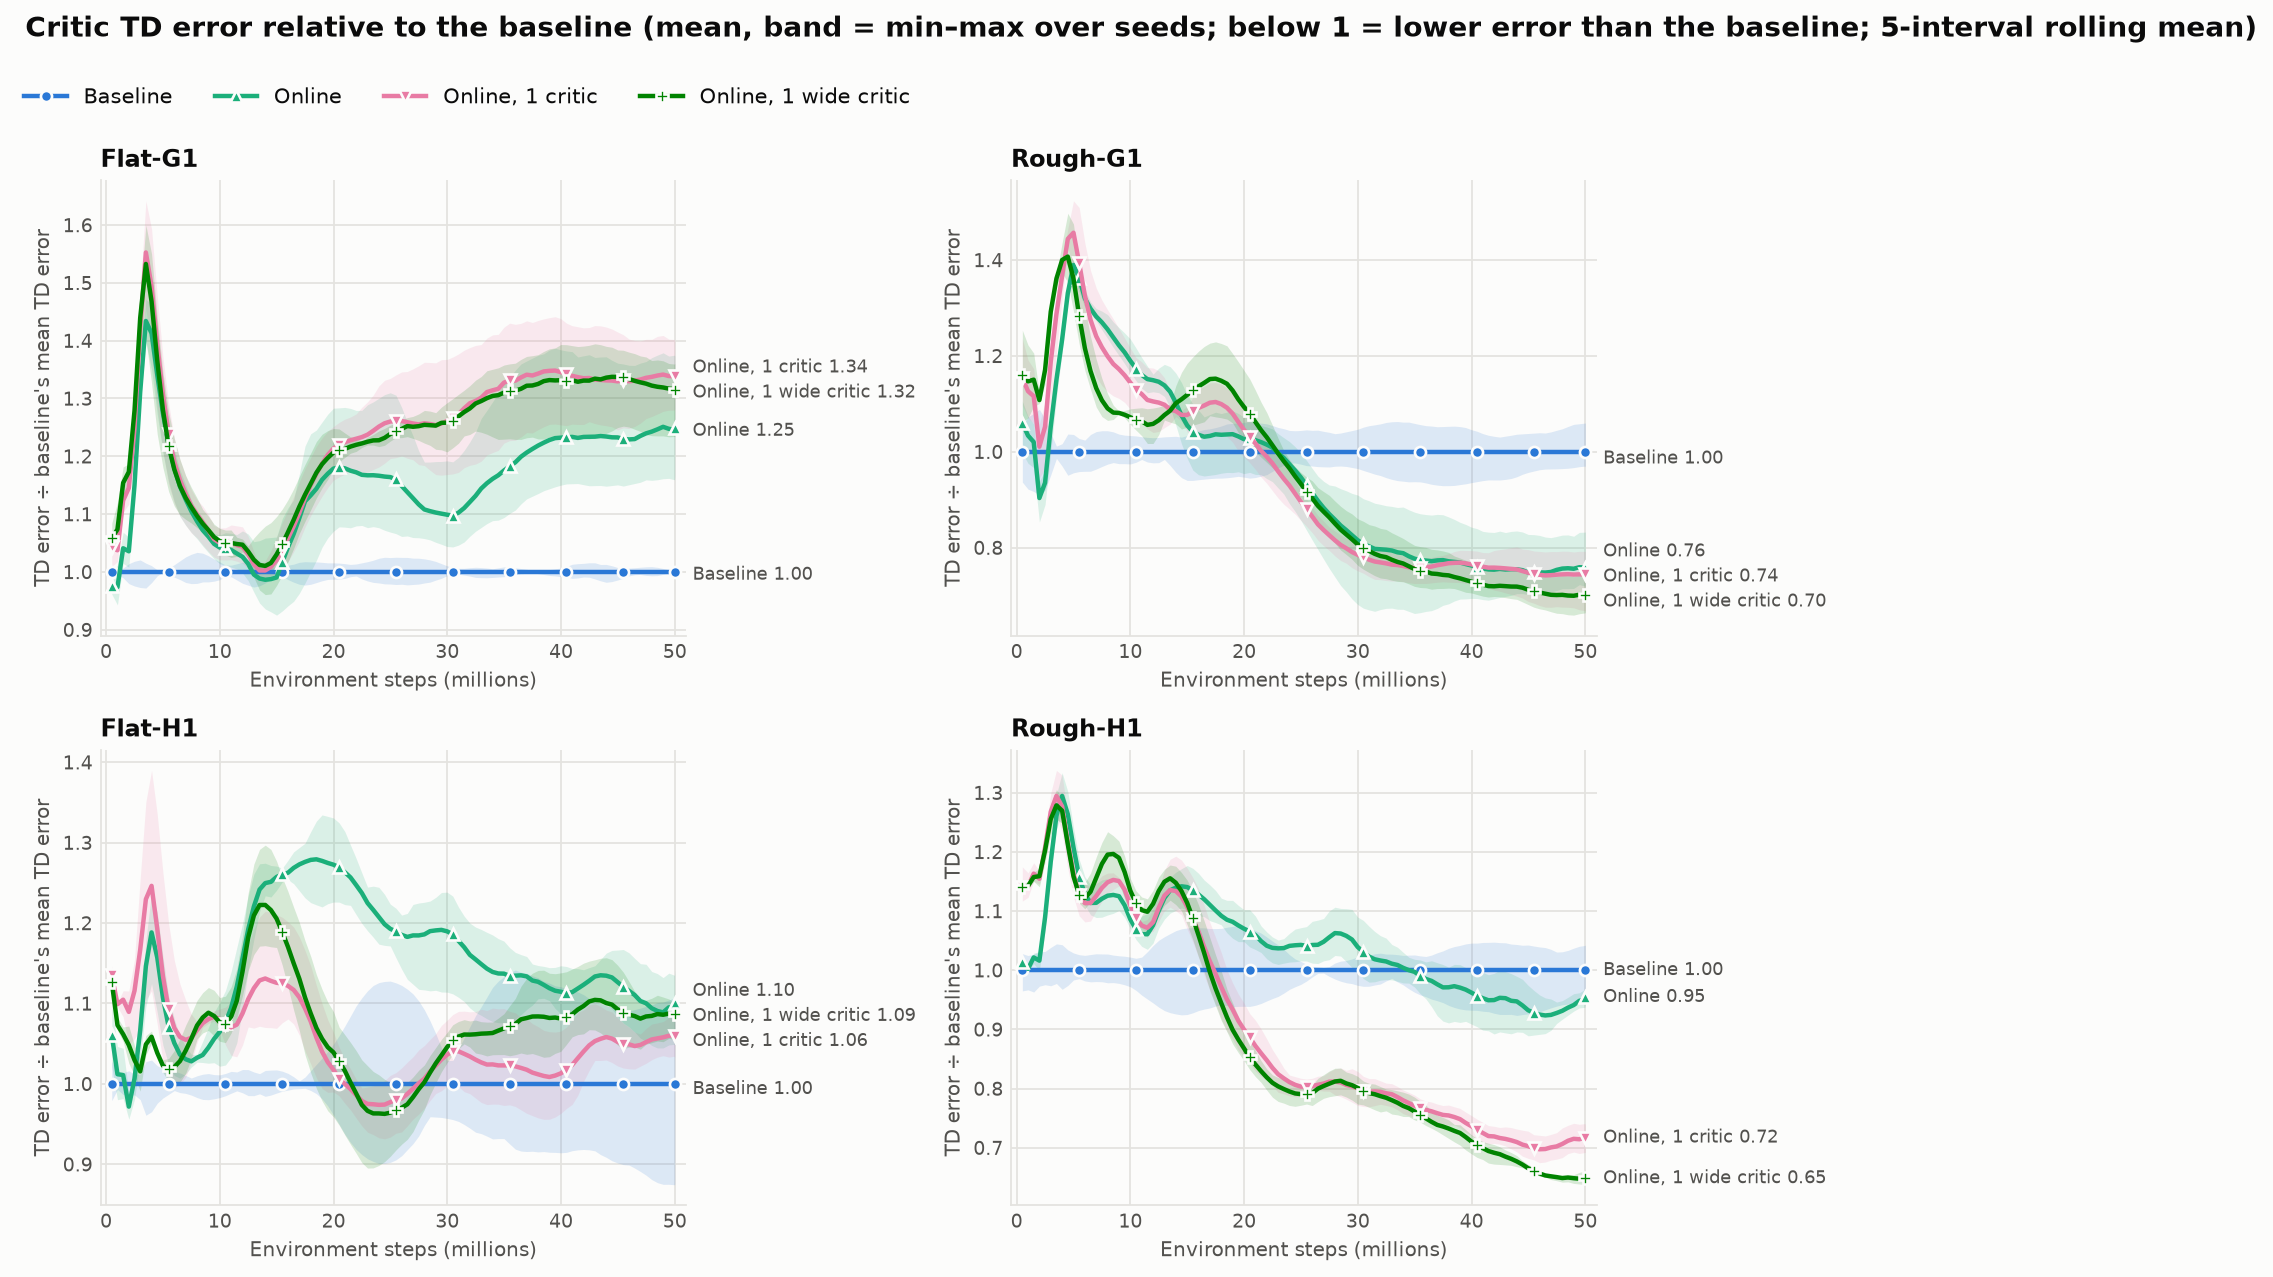 Critic TD error relative to the baseline (mean, band = min–max over seeds; below 1 = lower error than the baseline; 5-interval rolling mean)
Baseline
Online
Online, 1 critic
Online, 1 wide critic
Flat-G1
TD error ÷ baseline's mean TD error
1.6
1.5
1.4
1.3
1.2
1.1
1.0
0.9
Online, 1 critic 1.34
Online, 1 wide critic 1.32
Online 1.25
Baseline 1.00
0 10 20 30 40 50
Environment steps (millions)
Rough-G1
TD error ÷ baseline's mean TD error
1.4
1.2
1.0
0.8
Baseline 1.00
Online 0.76
Online, 1 critic 0.74
Online, 1 wide critic 0.70
0 10 20 30 40 50
Environment steps (millions)
Flat-H1
TD error ÷ baseline's mean TD error
1.4
1.3
1.2
1.1
1.0
0.9
Online 1.10
Online, 1 wide critic 1.09
Online, 1 critic 1.06
Baseline 1.00
0 10 20 30 40 50
Environment steps (millions)
Rough-H1
TD error ÷ baseline's mean TD error
1.3
1.2
1.1
1.0
0.9
0.8
0.7
Baseline 1.00
Online 0.95
Online, 1 critic 0.72
Online, 1 wide critic 0.65
0 10 20 30 40 50
Environment steps (millions)